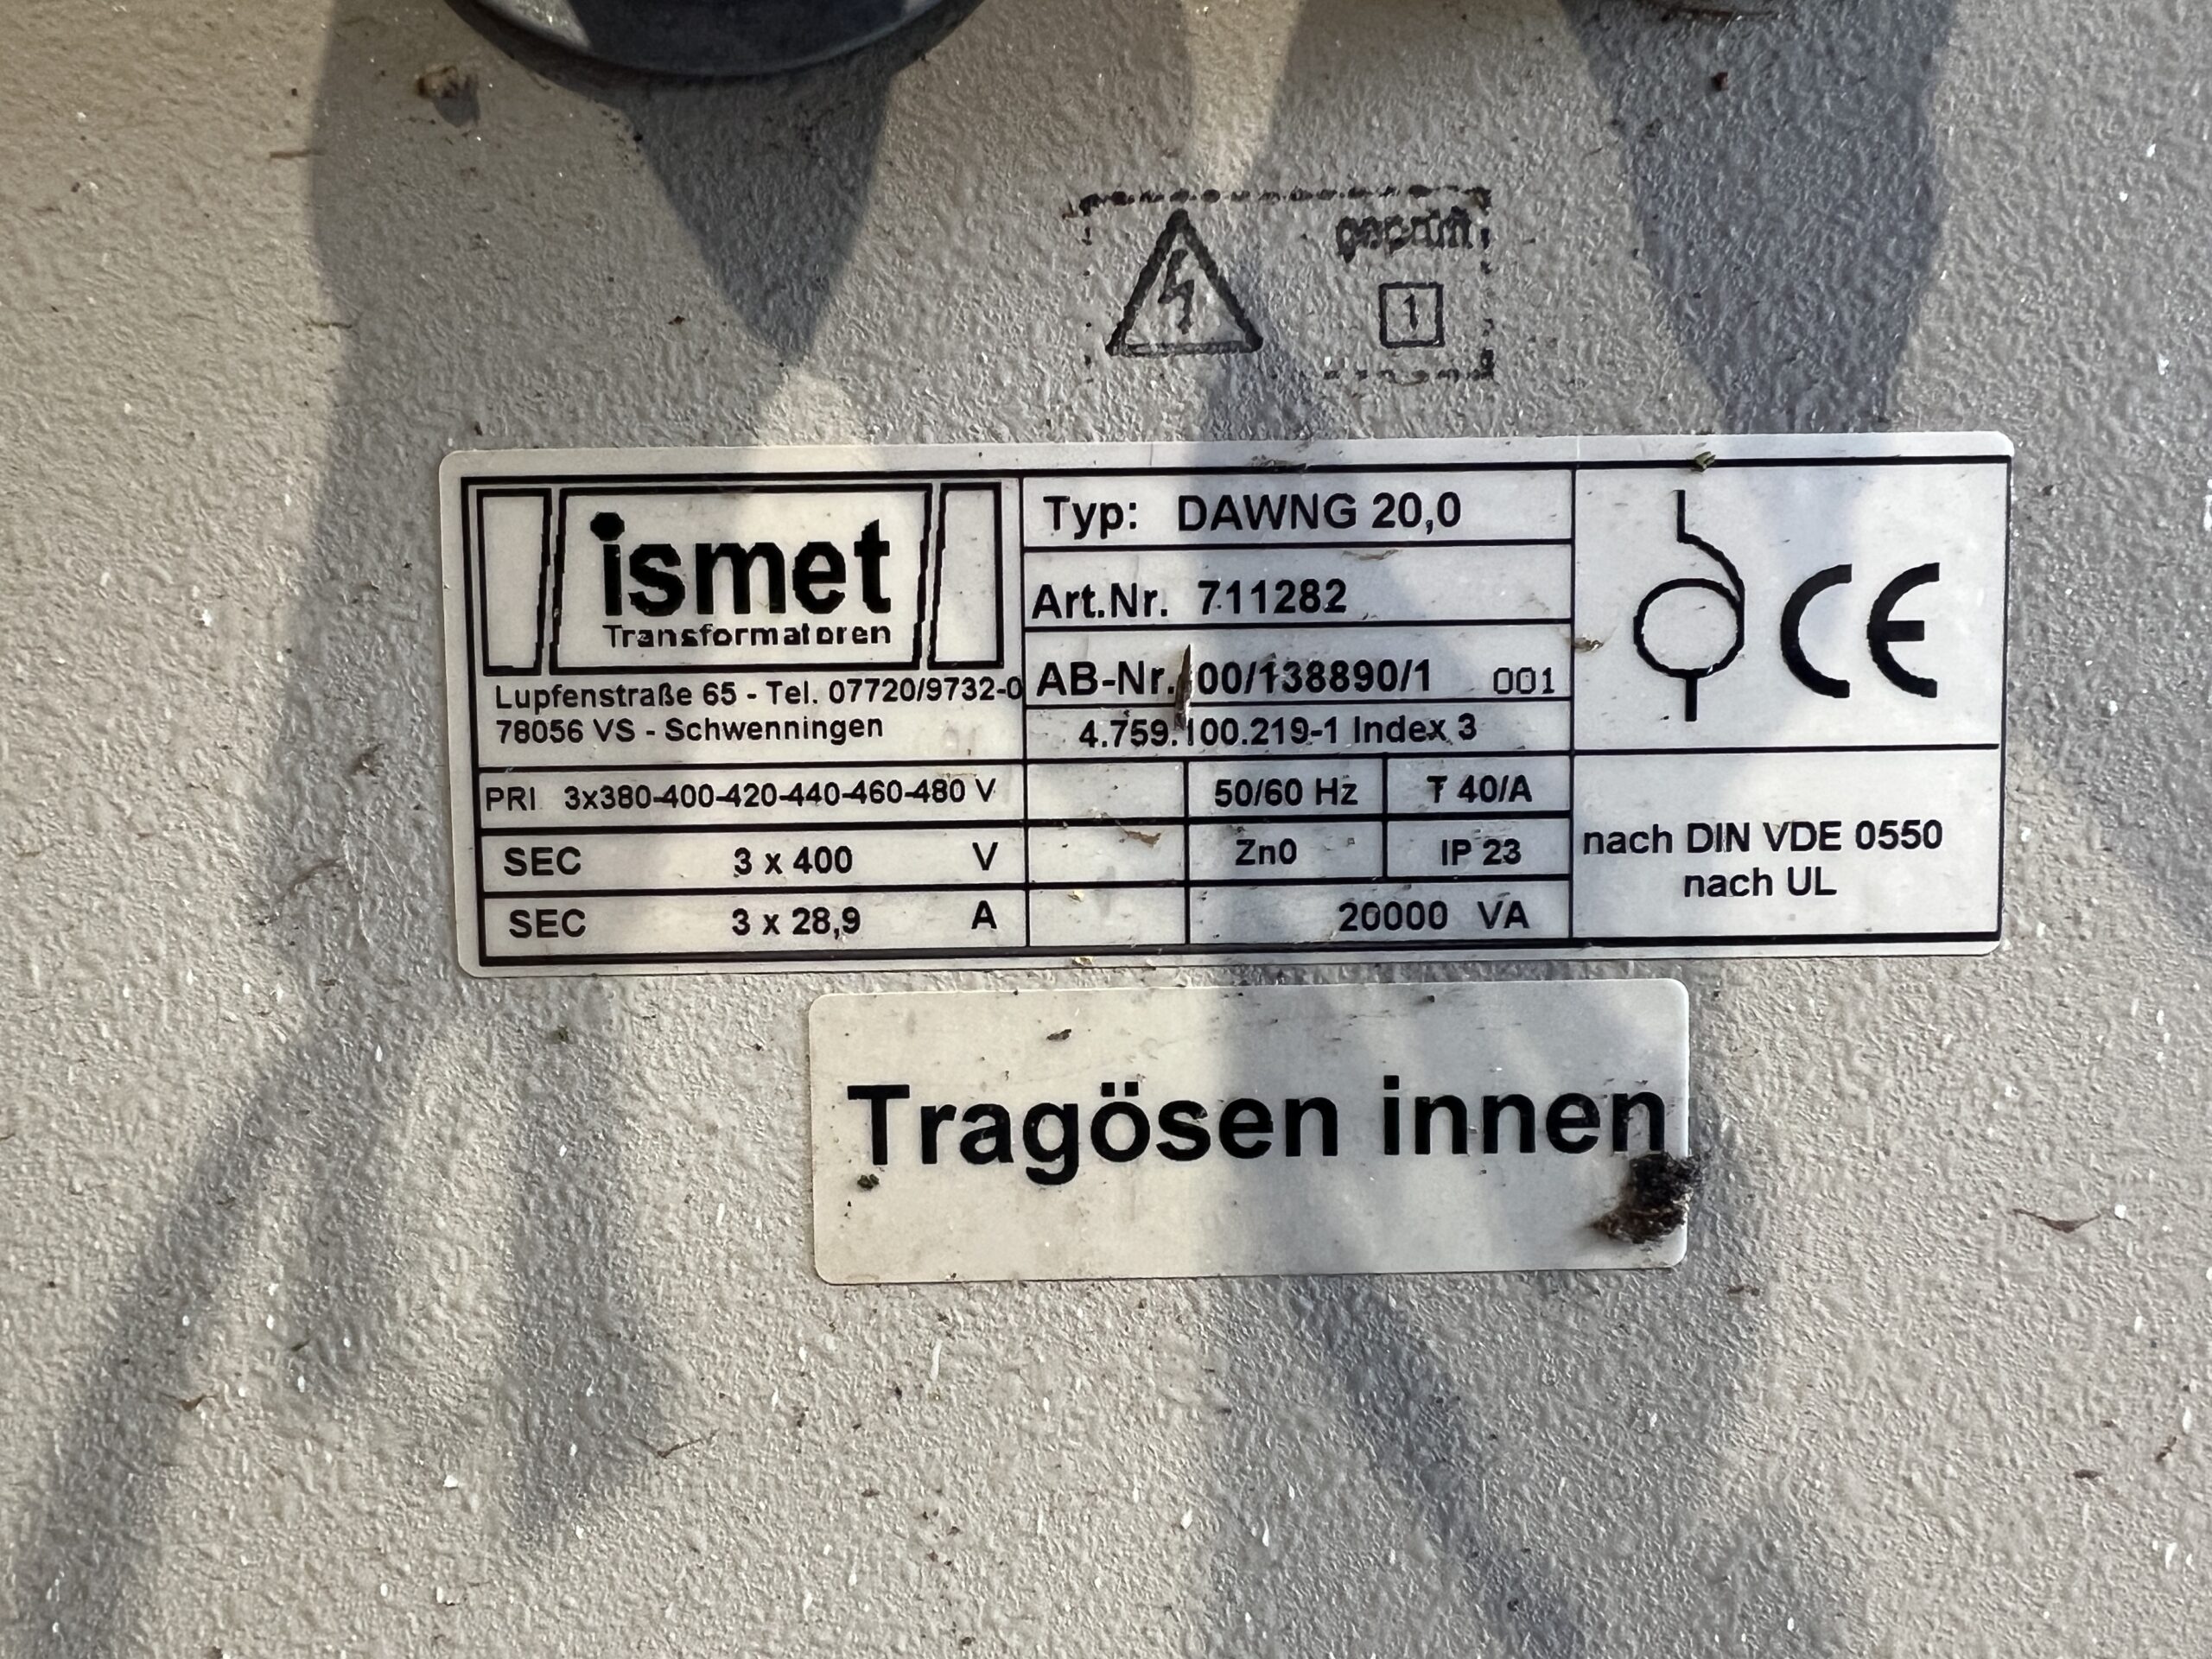 geprüft
1
ismet
Transformatoren
Lupfenstraße 65 - Tel. 07720/9732-0
78056 VS - Schwenningen
Typ: DAWNG 20,0
Art.Nr. 711282
AB-Nr. 00/138890/1 001
4.759.100.219-1 Index 3
CE
PRI 3x380-400-420-440-460-480 V
50/60 Hz
T 40/A
SEC 3 x 400 V
Zn0
IP 23
SEC 3 x 28,9 A
20000 VA
nach DIN VDE 0550
nach UL
Tragösen innen